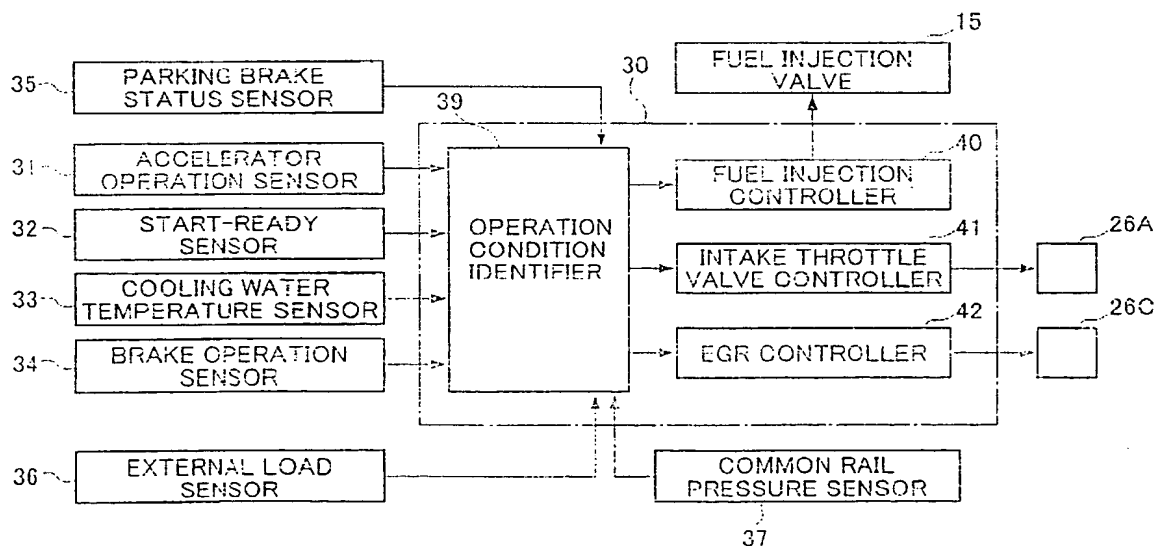 15
FUEL INJECTION
VALVE
35
PARKING BRAKE
STATUS SENSOR
30
39
31
ACCELERATOR
OPERATION SENSOR
40
FUEL INJECTION
CONTROLLER
32
START-READY
SENSOR
OPERATION
CONDITION
IDENTIFIER
41
INTAKE THROTTLE
VALVE CONTROLLER
26A
33
COOLING WATER
TEMPERATURE SENSOR
42
EGR CONTROLLER
26C
34
BRAKE OPERATION
SENSOR
36
EXTERNAL LOAD
SENSOR
COMMON RAIL
PRESSURE SENSOR
37